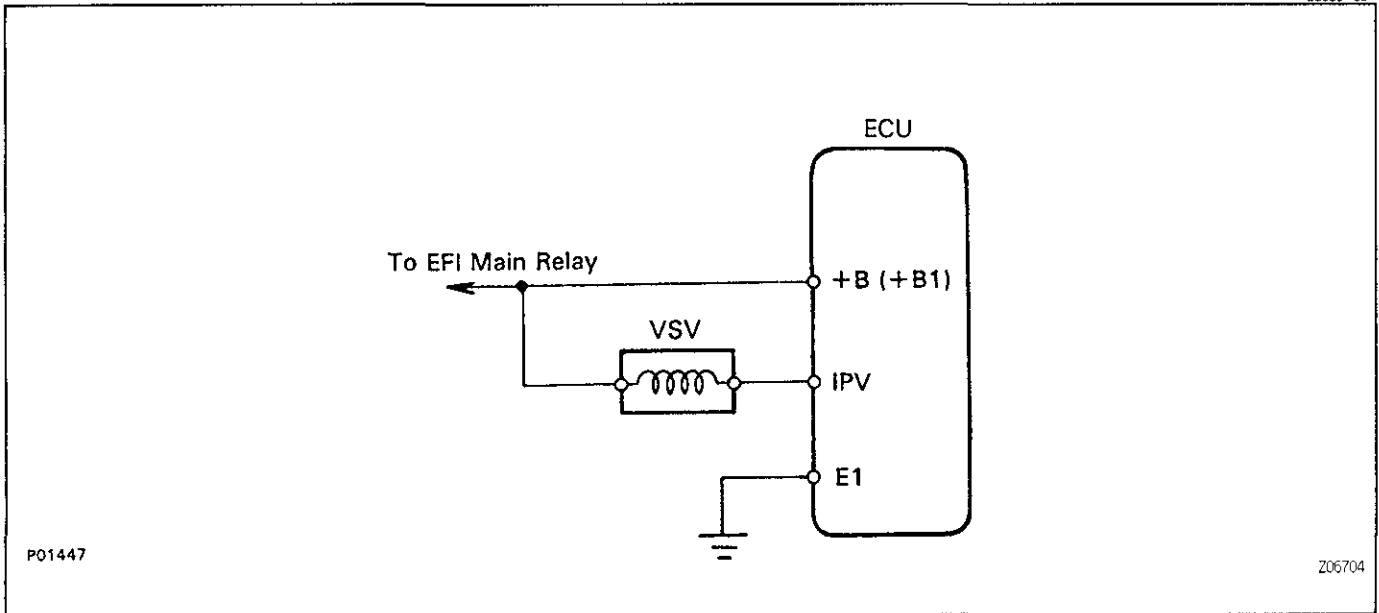 ECU
To EFI Main Relay
+B (+B1)
VSV
IPV
E1
P01447
Z06704